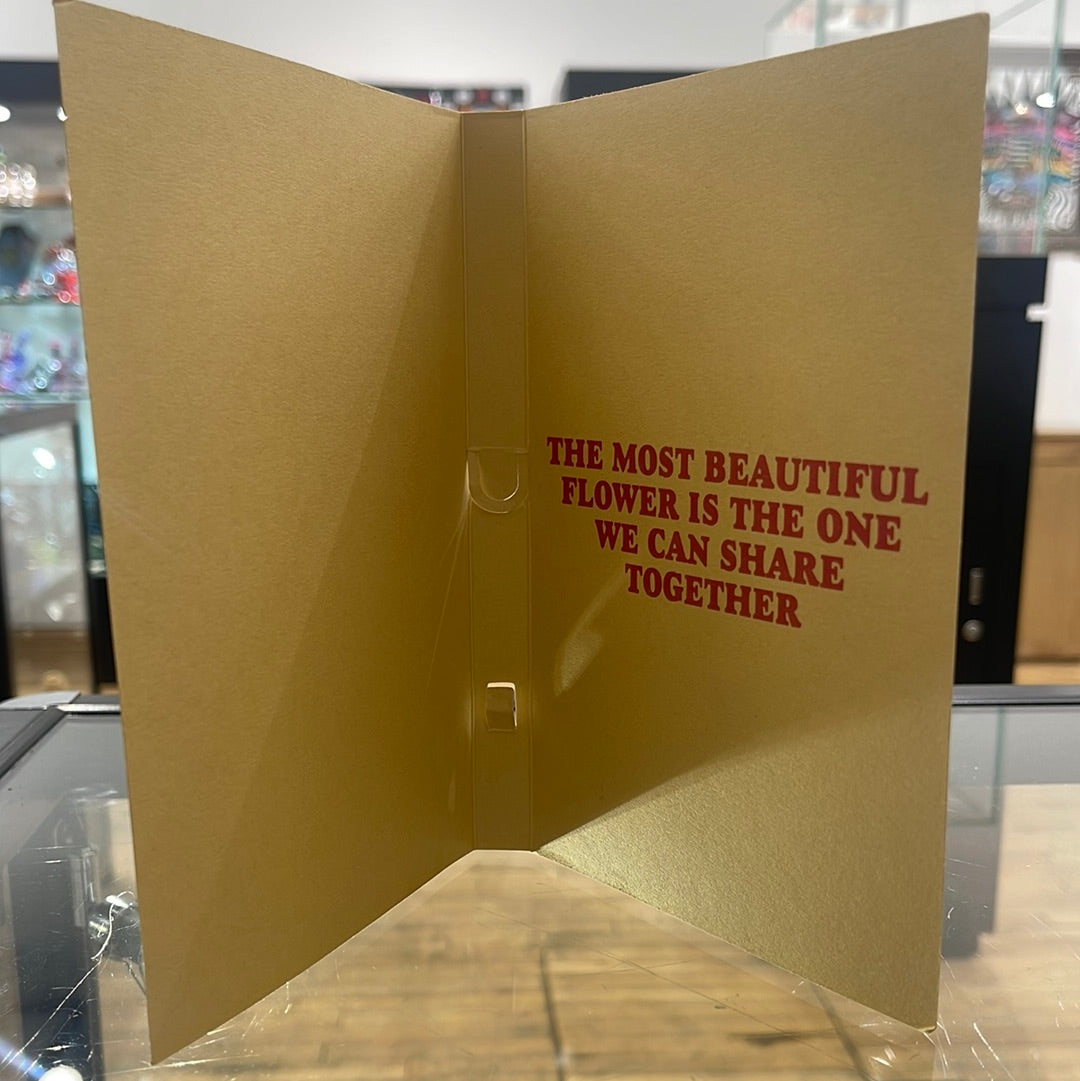 THE MOST BEAUTIFUL
FLOWER IS THE ONE
WE CAN SHARE
TOGETHER